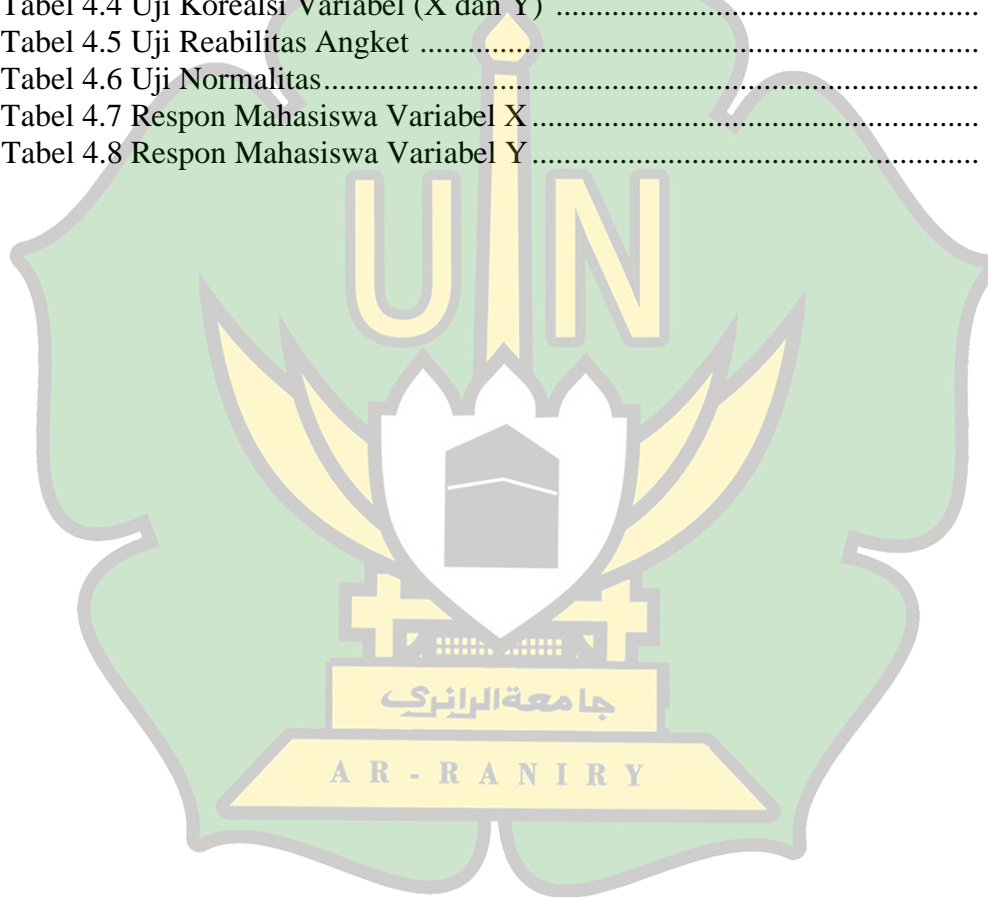 Tabel 4.4 Uji Korealsi Variabel (X dan Y) ......................................................
Tabel 4.5 Uji Reabilitas Angket .......................................................................
Tabel 4.6 Uji Normalitas...................................................................................
Tabel 4.7 Respon Mahasiswa Variabel X.........................................................
Tabel 4.8 Respon Mahasiswa Variabel Y.........................................................
UIN
جامعة الرانري
AR-RANIRY